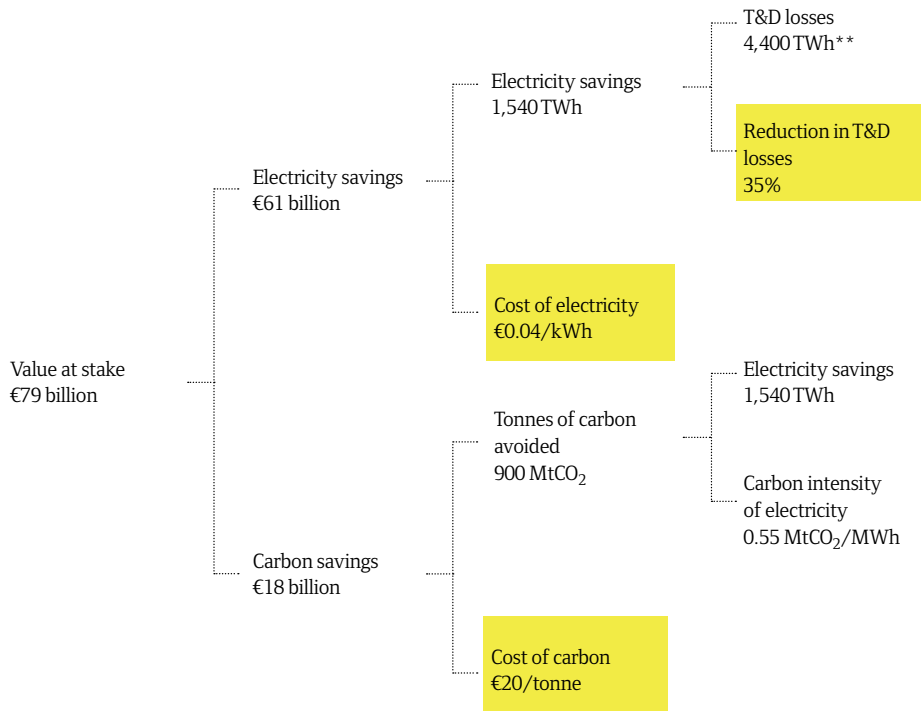 T&D losses
4,400 TWh**
Electricity savings
1,540 TWh
Reduction in T&D
losses
35%
Electricity savings
€61 billion
Cost of electricity
€0.04/kWh
Value at stake
€79 billion
Electricity savings
1,540 TWh
Tonnes of carbon
avoided
900 MtCO2
Carbon intensity
of electricity
0.55 MtCO2/MWh
Carbon savings
€18 billion
Cost of carbon
€20/tonne